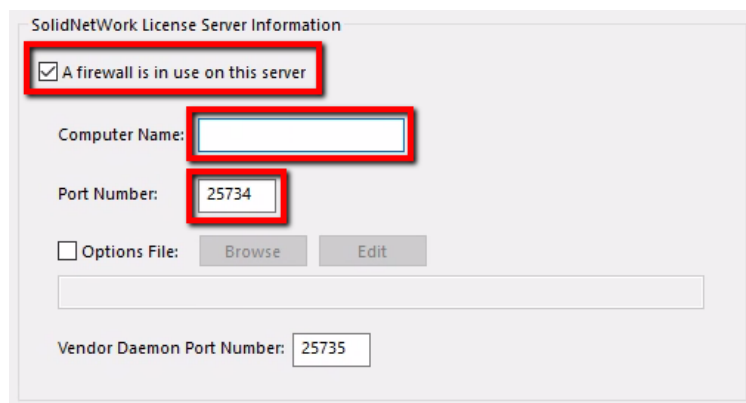 SolidNetWork License Server Information
A firewall is in use on this server
Computer Name:
Port Number: 25734
Options File: Browse Edit
Vendor Daemon Port Number: 25735